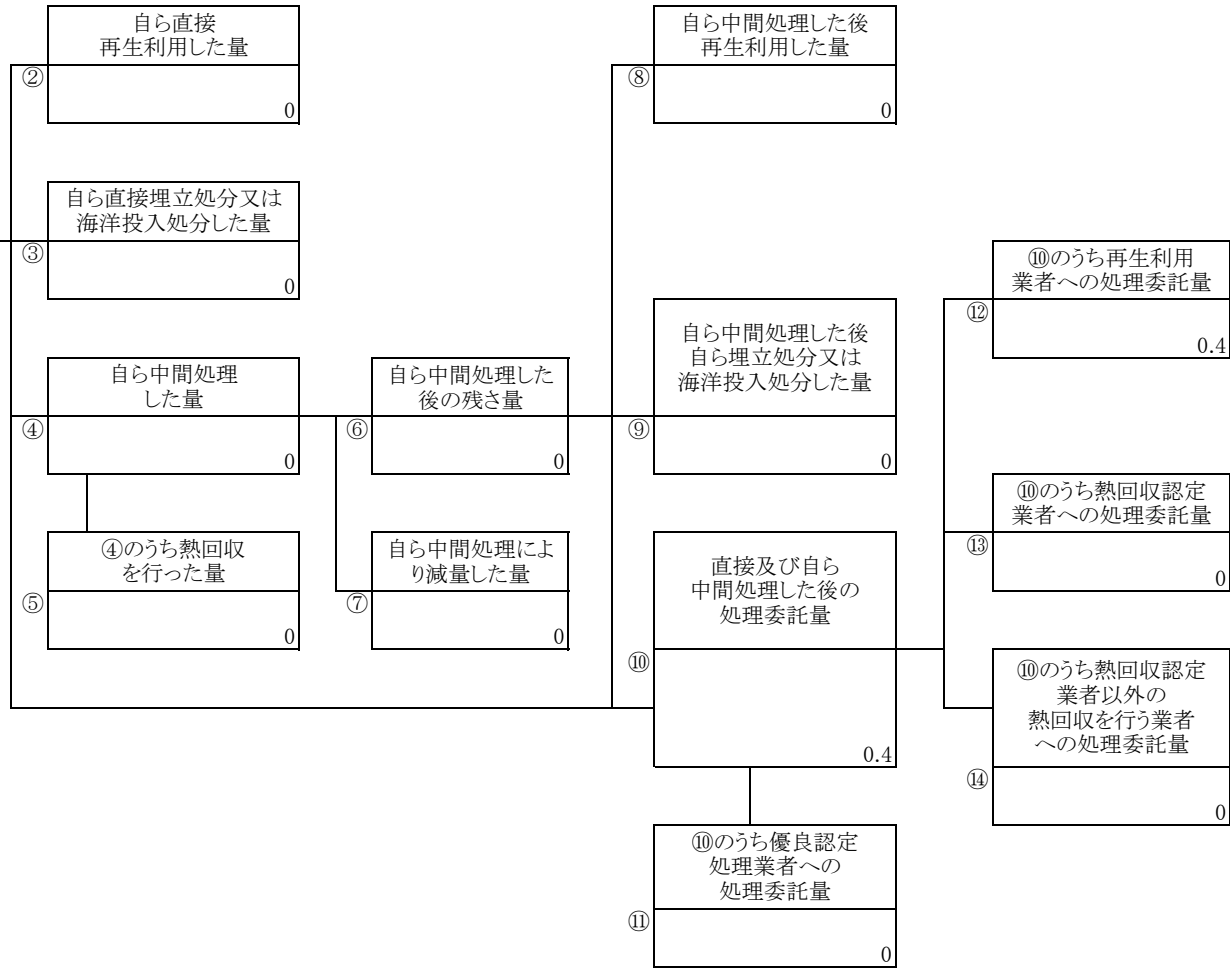 自ら直接
再生利用した量
②
0
自ら直接埋立処分又は
海洋投入処分した量
③
0
自ら中間処理
した量
④
0
④のうち熱回収
を行った量
⑤
0
自ら中間処理した
後の残さ量
⑥
0
自ら中間処理によ
り減量した量
⑦
0
自ら中間処理した後
再生利用した量
⑧
0
自ら中間処理した後
自ら埋立処分又は
海洋投入処分した量
⑨
0
直接及び自ら
中間処理した後の
処理委託量
⑩
0.4
⑩のうち優良認定
処理業者への
処理委託量
⑪
0
⑩のうち再生利用
業者への処理委託量
⑫
0.4
⑩のうち熱回収認定
業者への処理委託量
⑬
0
⑩のうち熱回収認定
業者以外の
熱回収を行う業者
への処理委託量
⑭
0